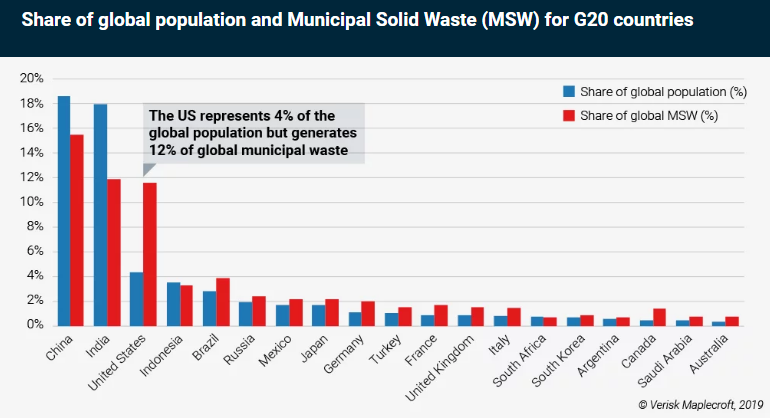 Share of global population and Municipal Solid Waste (MSW) for G20 countries
20%
18%
16%
14%
12%
10%
8%
6%
4%
2%
0%
The US represents 4% of the
global population but generates
12% of global municipal waste
Share of global population (%)
Share of global MSW (%)
China
India
United States
Indonesia
Brazil
Russia
Mexico
Japan
Germany
Turkey
France
United Kingdom
Italy
South Africa
South Korea
Argentina
Canada
Saudi Arabia
Australia
© Verisk Maplecroft, 2019